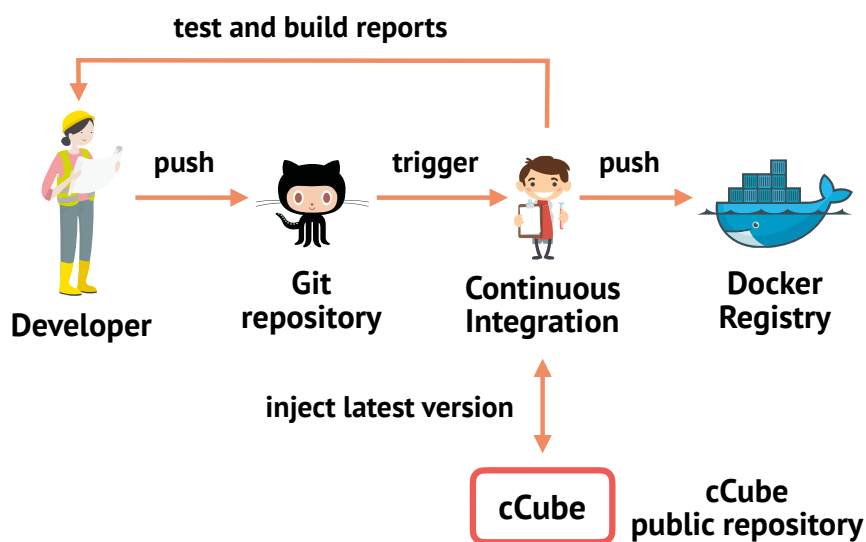 test and build reports
push
trigger
push
Developer
Git
repository
Continuous
Integration
Docker
Registry
inject latest version
cCube
cCube
public repository